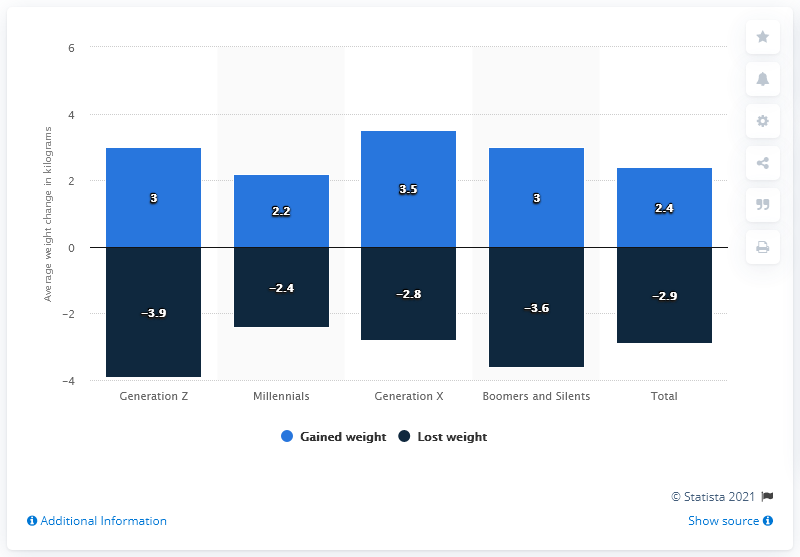 6
4
2
0
−2
−4
Average weight change in kilograms
3
2.2
3.5
3
2.4
−3.9
−2.4
−2.8
−3.6
−2.9
Generation Z
Millennials
Generation X
Boomers and Silents
Total
Gained weight
Lost weight
© Statista 2021
Additional Information
Show source